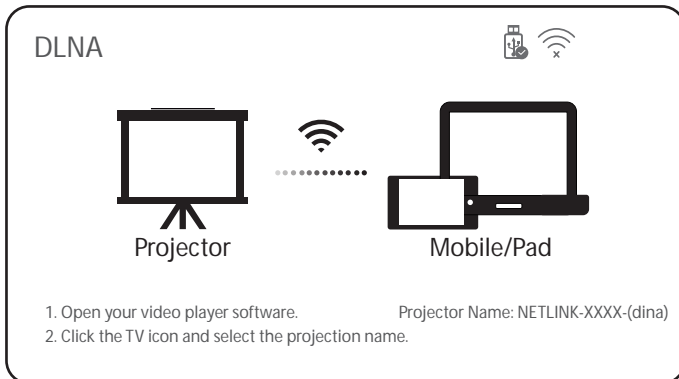 DLNA
Projector
Mobile/Pad
1. Open your video player software.
Projector Name: NETLINK-XXXX-(dina)
2. Click the TV icon and select the projection name.